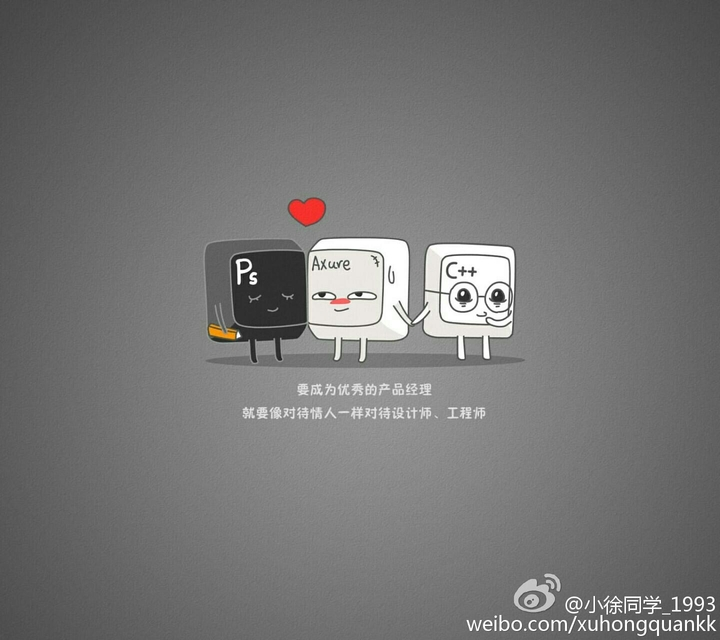 Ps
Axure
C++
要成为优秀的产品经理
就要像对待情人一样对待设计师、工程师
@小徐同学_1993
weibo.com/xuhongquankk